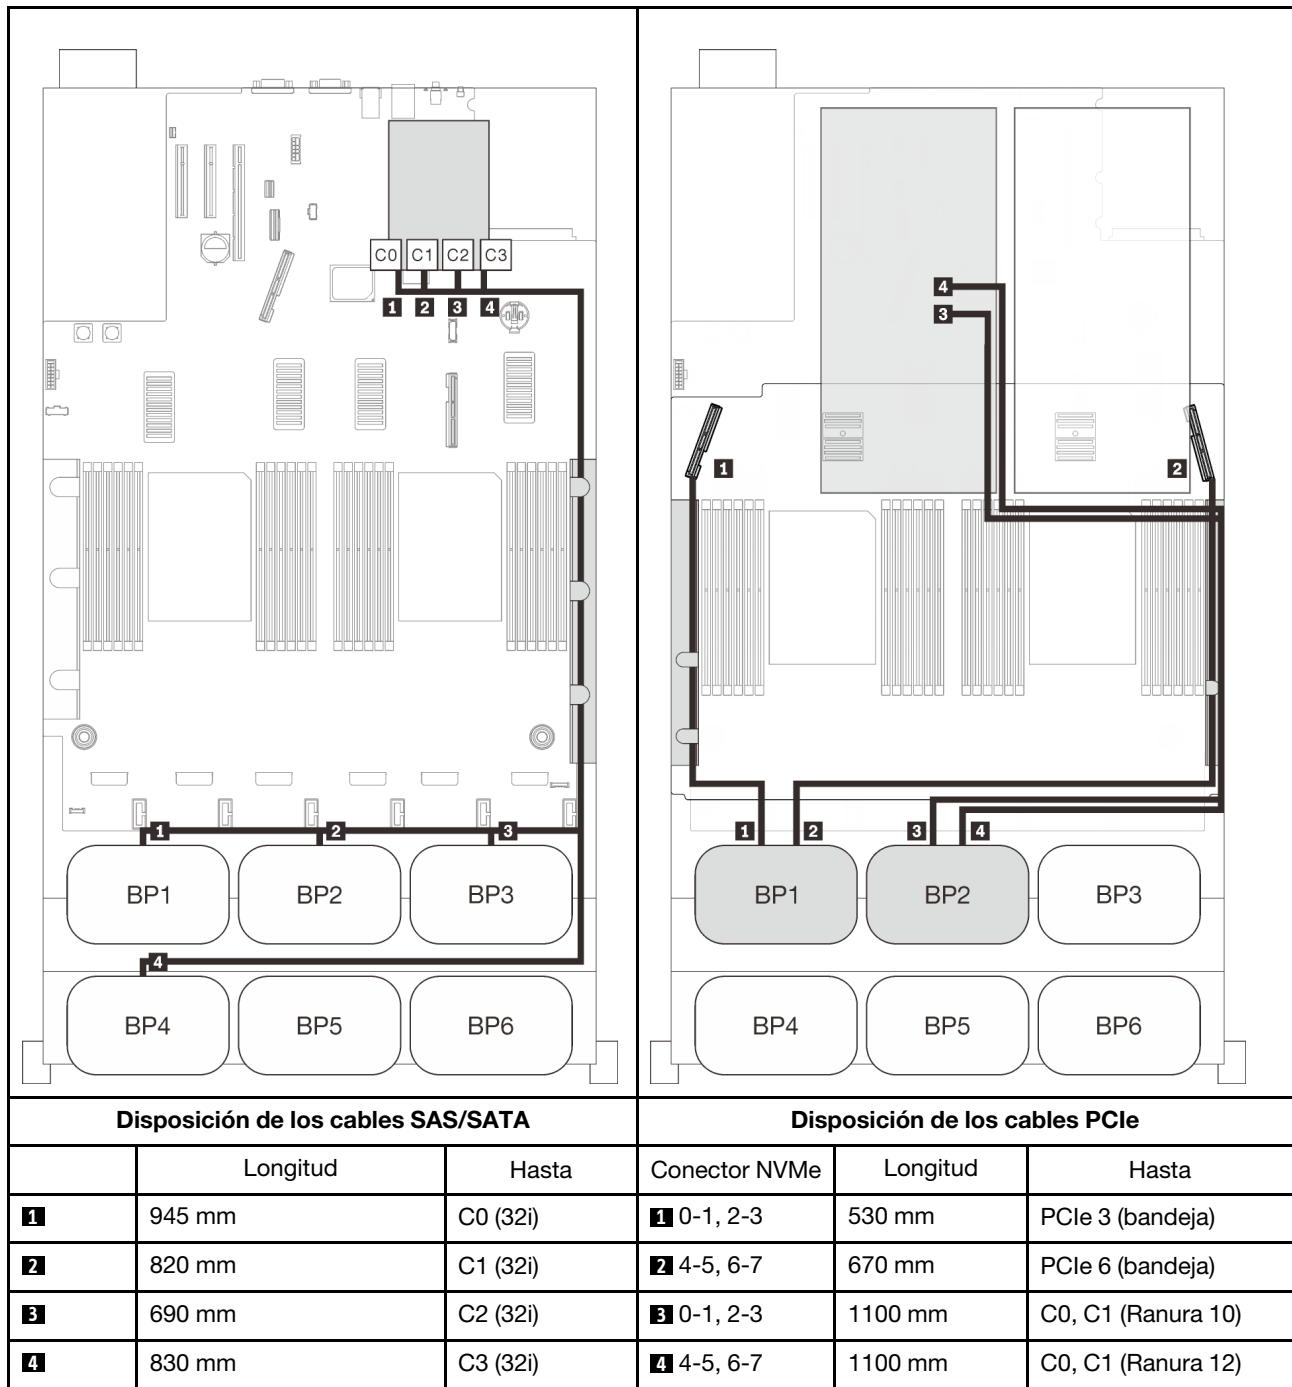 C0 C1 C2 C3
1 2 3 4
1 2 3
BP1 BP2 BP3
4
BP4 BP5 BP6
4
3
1 2
1 2 3 4
BP1 BP2 BP3
BP4 BP5 BP6
Disposición de los cables SAS/SATA
Disposición de los cables PCIe
Longitud Hasta Conector NVMe Longitud Hasta
1 945 mm C0 (32i) 1 0-1, 2-3 530 mm PCIe 3 (bandeja)
2 820 mm C1 (32i) 2 4-5, 6-7 670 mm PCIe 6 (bandeja)
3 690 mm C2 (32i) 3 0-1, 2-3 1100 mm C0, C1 (Ranura 10)
4 830 mm C3 (32i) 4 4-5, 6-7 1100 mm C0, C1 (Ranura 12)